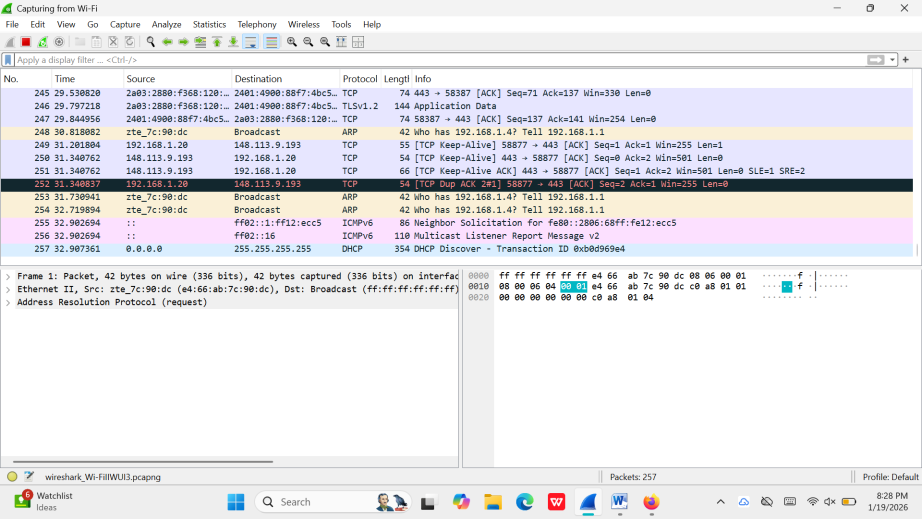 Capturing from Wi-Fi
File Edit View Go Capture Analyze Statistics Telephony Wireless Tools Help
Apply a display filter ... <Ctrl-/>
No. Time Source Destination Protocol Length Info
245 29.530820 2a03:2880:f368:120:… 2401:4900:88f7:4bc5… TCP 74 443 → 58387 [ACK] Seq=71 Ack=137 Win=330 Len=0
246 29.797218 2a03:2880:f368:120:… 2401:4900:88f7:4bc5… TLSv1.2 144 Application Data
247 29.844956 2401:4900:88f7:4bc5… 2a03:2880:f368:120:… TCP 74 58387 → 443 [ACK] Seq=137 Ack=141 Win=254 Len=0
248 30.818082 zte_7c:90:dc Broadcast ARP 42 Who has 192.168.1.4? Tell 192.168.1.1
249 31.201804 192.168.1.20 148.113.9.193 TCP 55 [TCP Keep-Alive] 58877 → 443 [ACK] Seq=1 Ack=1 Win=255 Len=1
250 31.340762 148.113.9.193 192.168.1.20 TCP 54 [TCP Keep-Alive] 443 → 58877 [ACK] Seq=0 Ack=2 Win=501 Len=0
251 31.340762 148.113.9.193 192.168.1.20 TCP 66 [TCP Keep-Alive ACK] 443 → 58877 [ACK] Seq=1 Ack=2 Win=501 Len=0 SLE=1 SRE=2
252 31.340837 192.168.1.20 148.113.9.193 TCP 54 [TCP Dup ACK 2#1] 58877 → 443 [ACK] Seq=2 Ack=1 Win=255 Len=0
253 31.730941 zte_7c:90:dc Broadcast ARP 42 Who has 192.168.1.4? Tell 192.168.1.1
254 32.719894 zte_7c:90:dc Broadcast ARP 42 Who has 192.168.1.4? Tell 192.168.1.1
255 32.902694 :: ff02::1:ff12:ecc5 ICMPv6 86 Neighbor Solicitation for fe80::2806:68ff:fe12:ecc5
256 32.902694 :: ff02::16 ICMPv6 110 Multicast Listener Report Message v2
257 32.907361 0.0.0.0 255.255.255.255 DHCP 354 DHCP Discover - Transaction ID 0xb0d969e4
Frame 1: Packet, 42 bytes on wire (336 bits), 42 bytes captured (336 bits) on interfac
Ethernet II, Src: zte_7c:90:dc (e4:66:ab:7c:90:dc), Dst: Broadcast (ff:ff:ff:ff:ff:ff)
Address Resolution Protocol (request)
0000 ff ff ff ff ff ff e4 66 ab 7c 90 dc 08 06 00 01 ·······f ·|······
0010 08 00 06 04 00 01 e4 66 ab 7c 90 dc c0 a8 01 01 ·······f ·|······
0020 00 00 00 00 00 00 c0 a8 01 04 ········ ··
wireshark_Wi-FiIIWUI3.pcapng Packets: 257 Profile: Default
6
Watchlist
Ideas
Search
8:28 PM
1/19/2026